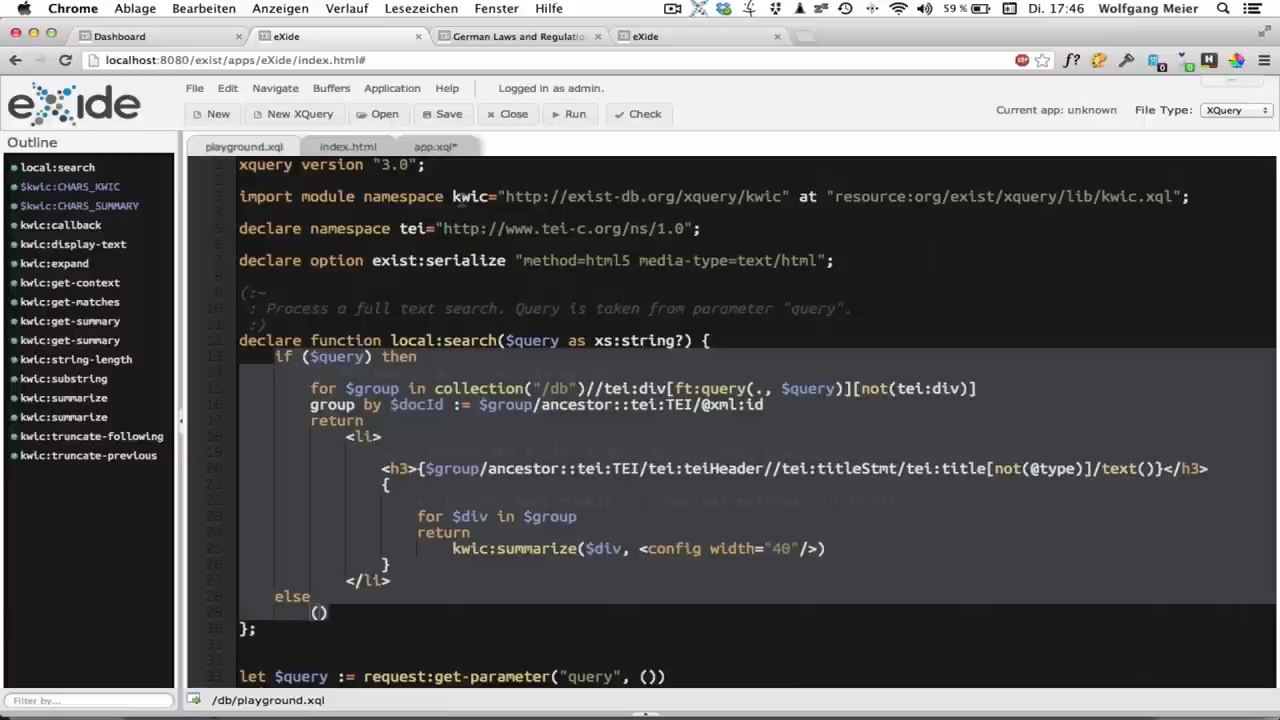 Chrome Ablage Bearbeiten Anzeigen Verlauf Lesezeichen Fenster Hilfe 59 % Di. 17:46 Wolfgang Meier
Dashboard eXide German Laws and Regulatio eXide
localhost:8080/exist/apps/eXide/index.html#
eXide
File Edit Navigate Buffers Application Help Logged in as admin.
New New XQuery Open Save Close Run Check Current app: unknown File Type: XQuery
Outline
playground.xql index.html app.xql*
local:search
$kwic:CHARS_KWIC
$kwic:CHARS_SUMMARY
kwic:callback
kwic:display-text
kwic:expand
kwic:get-context
kwic:get-matches
kwic:get-summary
kwic:get-summary
kwic:string-length
kwic:substring
kwic:summarize
kwic:summarize
kwic:truncate-following
kwic:truncate-previous
xquery version "3.0";
import module namespace kwic="http://exist-db.org/xquery/kwic" at "resource:org/exist/xquery/lib/kwic.xql";
declare namespace tei="http://www.tei-c.org/ns/1.0";
declare option exist:serialize "method=html5 media-type=text/html";
(:~
: Process a full text search. Query is taken from parameter "query".
:)
declare function local:search($query as xs:string?) {
if ($query) then
for $group in collection("/db")//tei:div[ft:query(., $query)][not(tei:div)]
group by $docId := $group/ancestor::tei:TEI/@xml:id
return
<li>
<h3>{$group/ancestor::tei:TEI/tei:teiHeader//tei:titleStmt/tei:title[not(@type)]/text()}</h3>
{
for $div in $group
return
kwic:summarize($div, <config width="40"/>)
}
</li>
else
()
};
let $query := request:get-parameter("query", ())
Filter by... /db/playground.xql